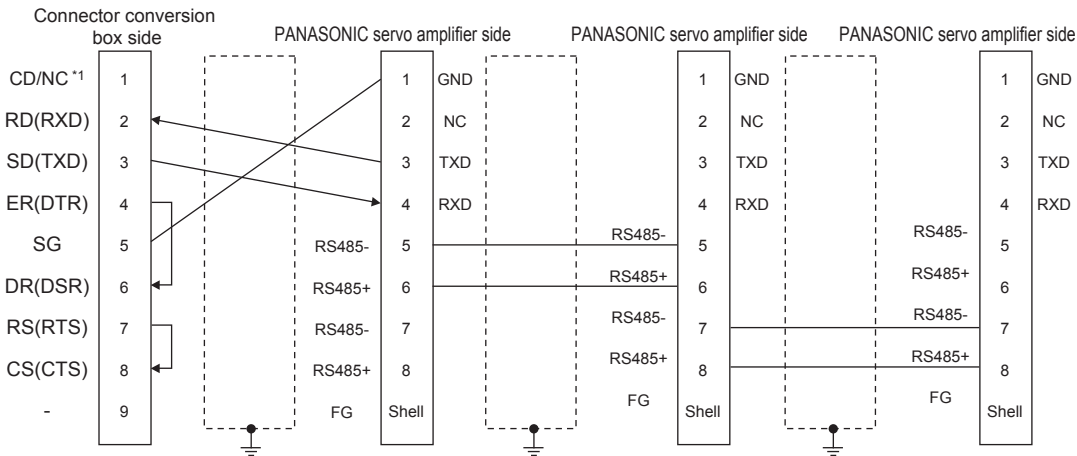 Connector conversion
box side
PANASONIC servo amplifier side
PANASONIC servo amplifier side
PANASONIC servo amplifier side
CD/NC *1 1 1 GND 1 GND 1 GND
RD(RXD) 2 2 NC 2 NC 2 NC
SD(TXD) 3 3 TXD 3 TXD 3 TXD
ER(DTR) 4 4 RXD 4 RXD 4 RXD
SG 5 RS485- 5 RS485- 5 RS485- 5
DR(DSR) 6 RS485+ 6 RS485+ 6 RS485+ 6
RS(RTS) 7 RS485- 7 RS485- 7 RS485- 7
CS(CTS) 8 RS485+ 8 RS485+ 8 RS485+ 8
- 9 FG Shell FG Shell FG Shell